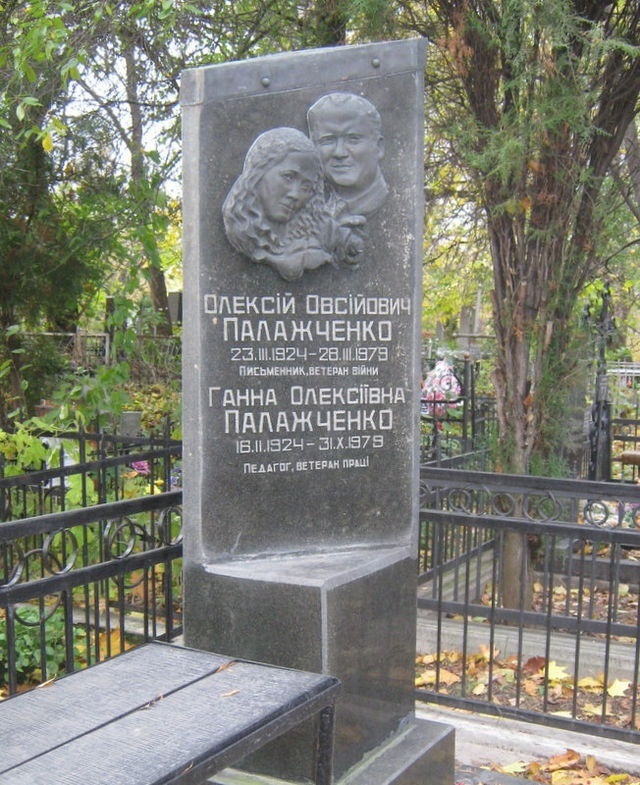 Олексій Овсійович
Палажченко
23.III.1924–28.III.1979
Письменник, ветеран війни
Ганна Олексіївна
Палажченко
16.II.1924–31.X.1979
Педагог, ветеран праці